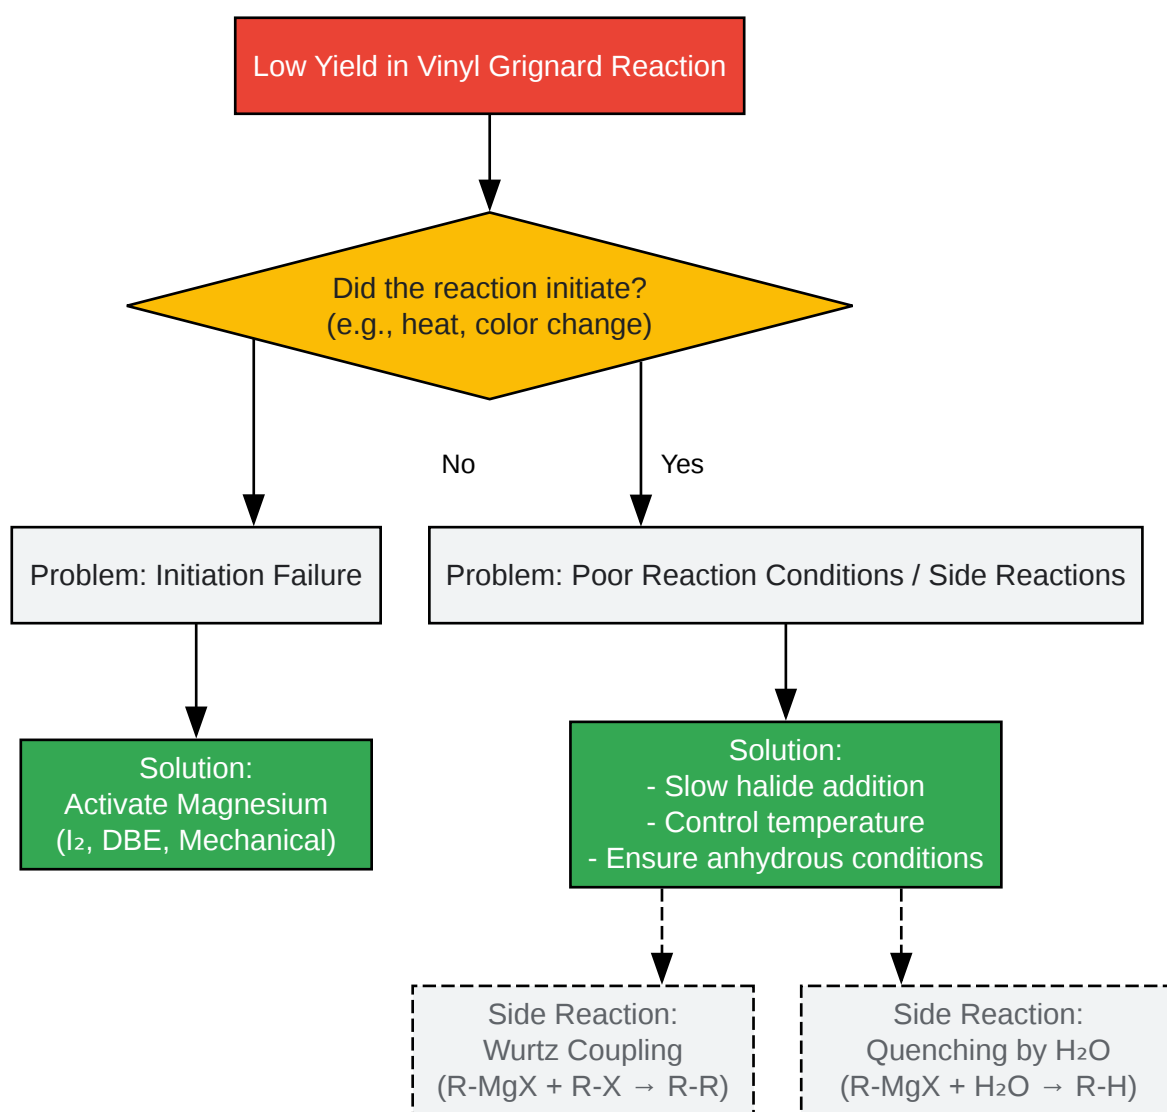 Low Yield in Vinyl Grignard Reaction
Did the reaction initiate?
(e.g., heat, color change)
No
Yes
Problem: Initiation Failure
Problem: Poor Reaction Conditions / Side Reactions
Solution:
Activate Magnesium
(I₂, DBE, Mechanical)
Solution:
- Slow halide addition
- Control temperature
- Ensure anhydrous conditions
Side Reaction:
Wurtz Coupling
(R-MgX + R-X → R-R)
Side Reaction:
Quenching by H₂O
(R-MgX + H₂O → R-H)